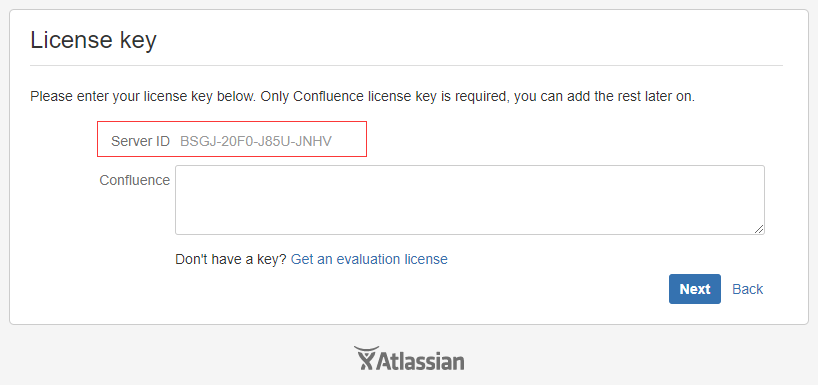 License key
Please enter your license key below. Only Confluence license key is required, you can add the rest later on.
Server ID BSGJ-20F0-J85U-JNHV
Confluence
Don't have a key? Get an evaluation license
Next Back
Atlassian